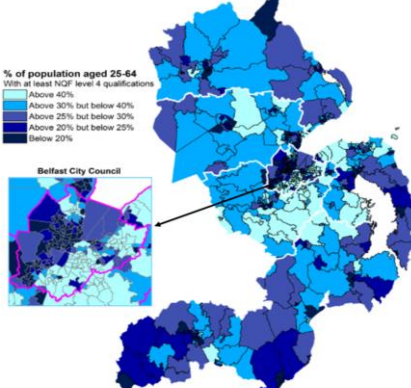 % of population aged 25-64
With at least NQF level 4 qualifications
Above 40%
Above 30% but below 40%
Above 25% but below 30%
Above 20% but below 25%
Below 20%
Belfast City Council